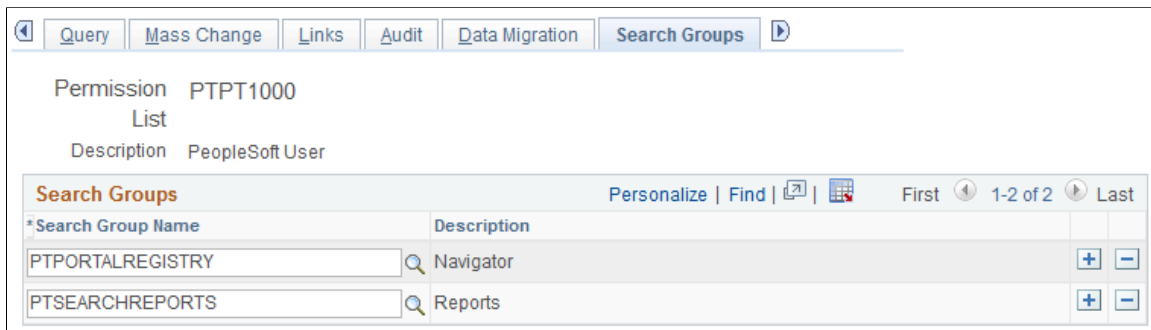 Query Mass Change Links Audit Data Migration Search Groups
Permission List PTPT1000
Description PeopleSoft User
Search Groups Personalize | Find | | First 1-2 of 2 Last
*Search Group Name Description
PTPORTALREGISTRY Navigator
PTSEARCHREPORTS Reports